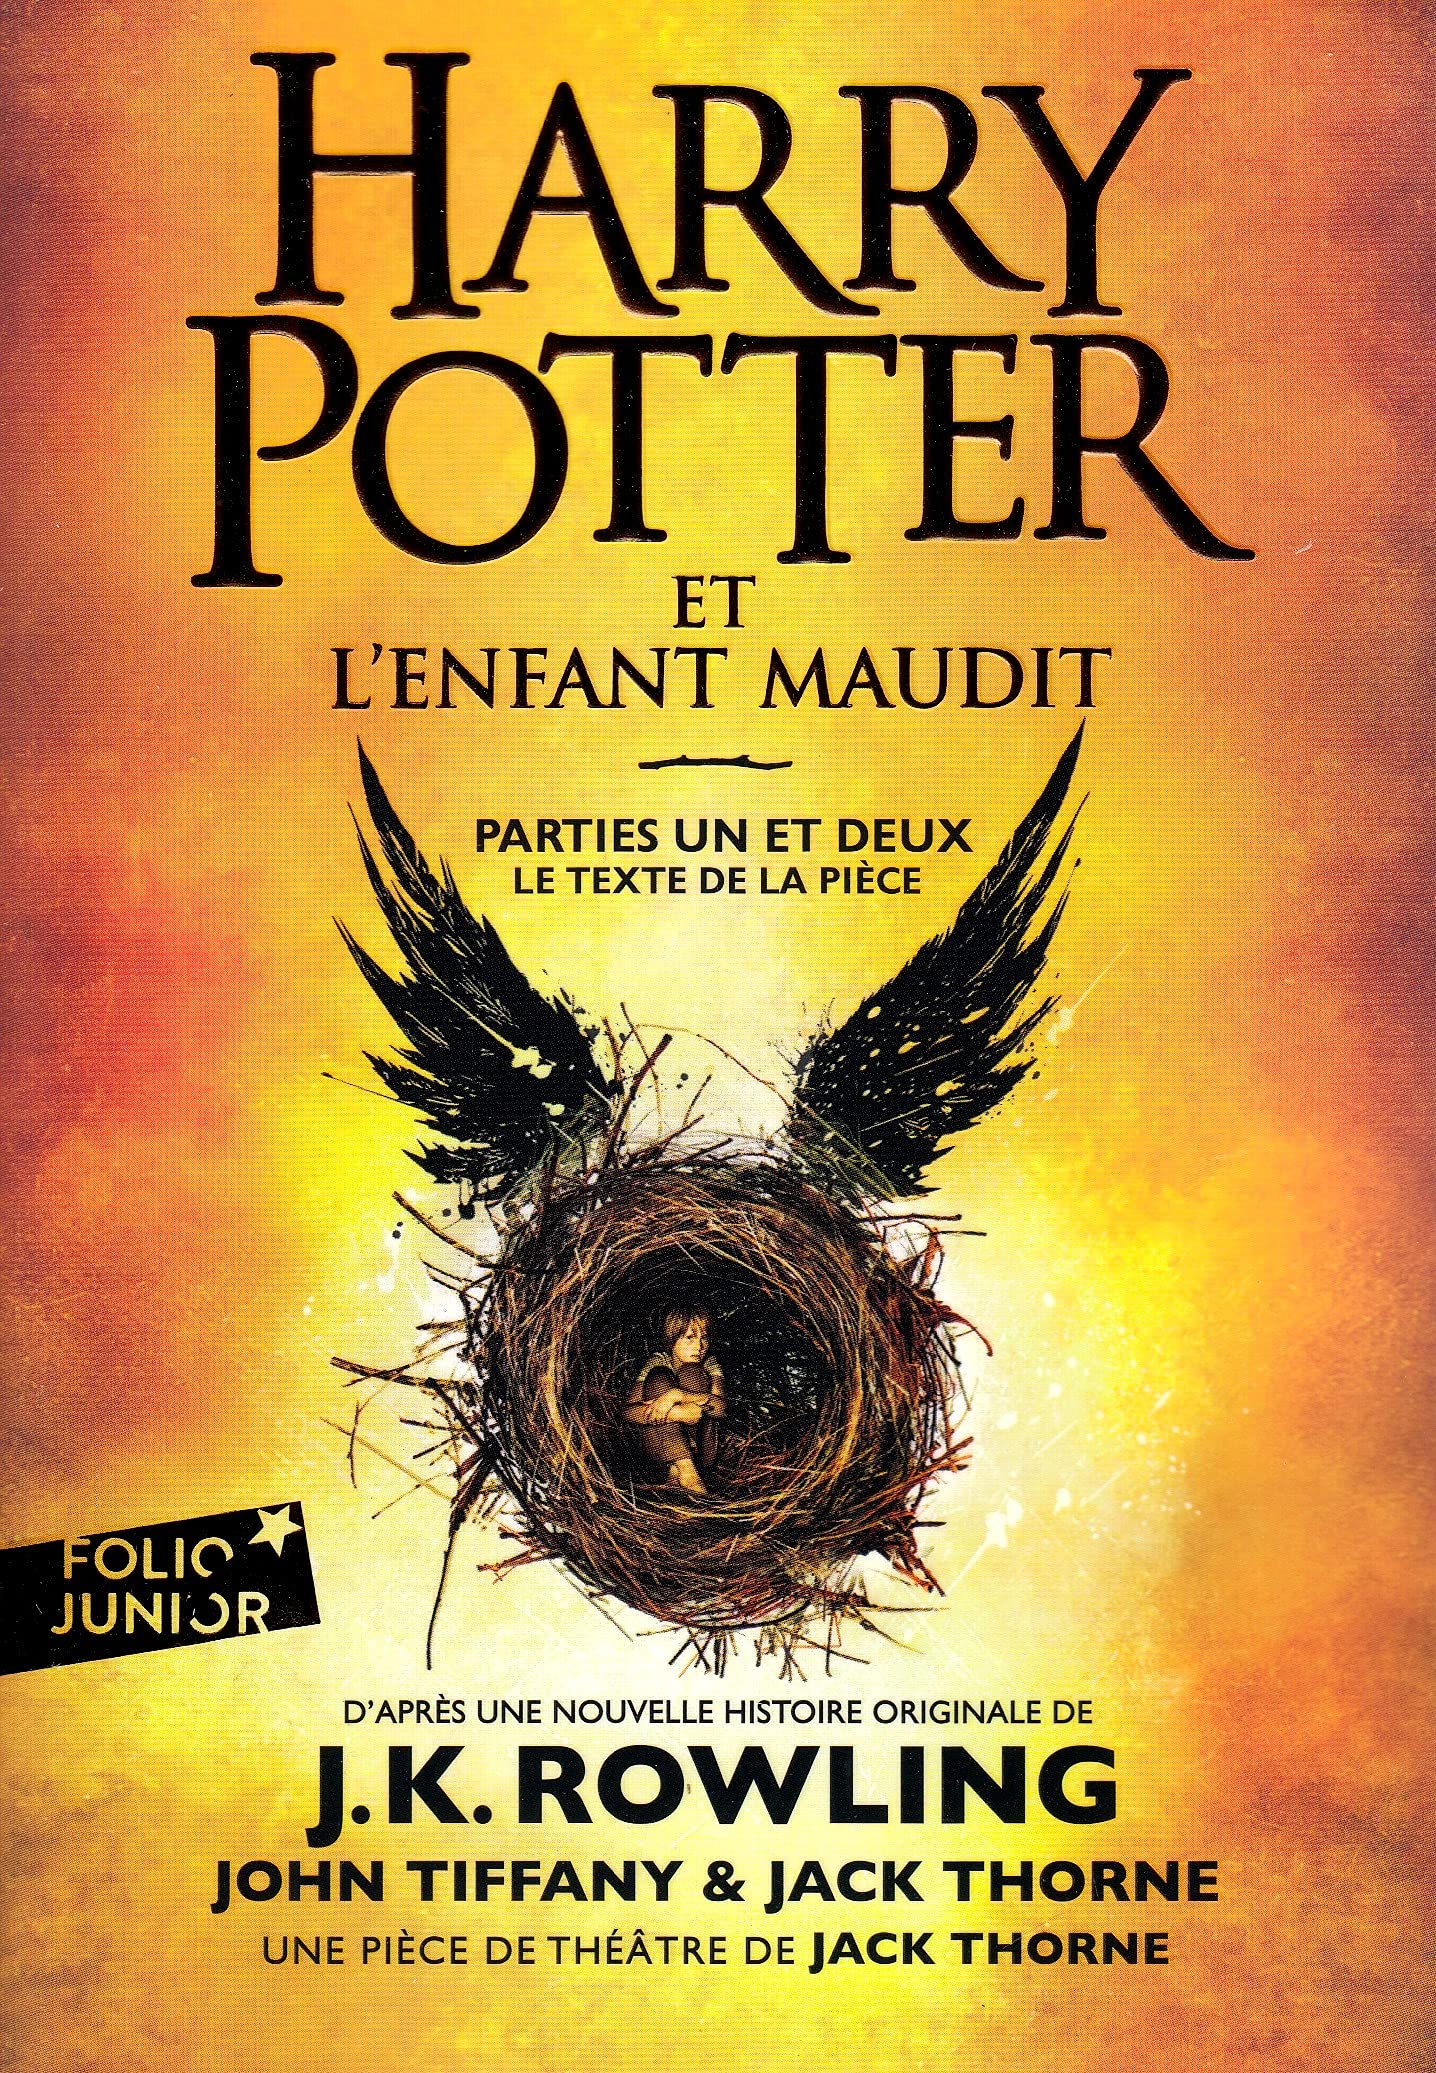 HARRY
POTTER
ET
L'ENFANT MAUDIT
PARTIES UN ET DEUX
LE TEXTE DE LA PIÈCE
FOLIO
JUNIOR
D'APRÈS UNE NOUVELLE HISTOIRE ORIGINALE DE
J.K. ROWLING
JOHN TIFFANY & JACK THORNE
UNE PIÈCE DE THÉÂTRE DE JACK THORNE